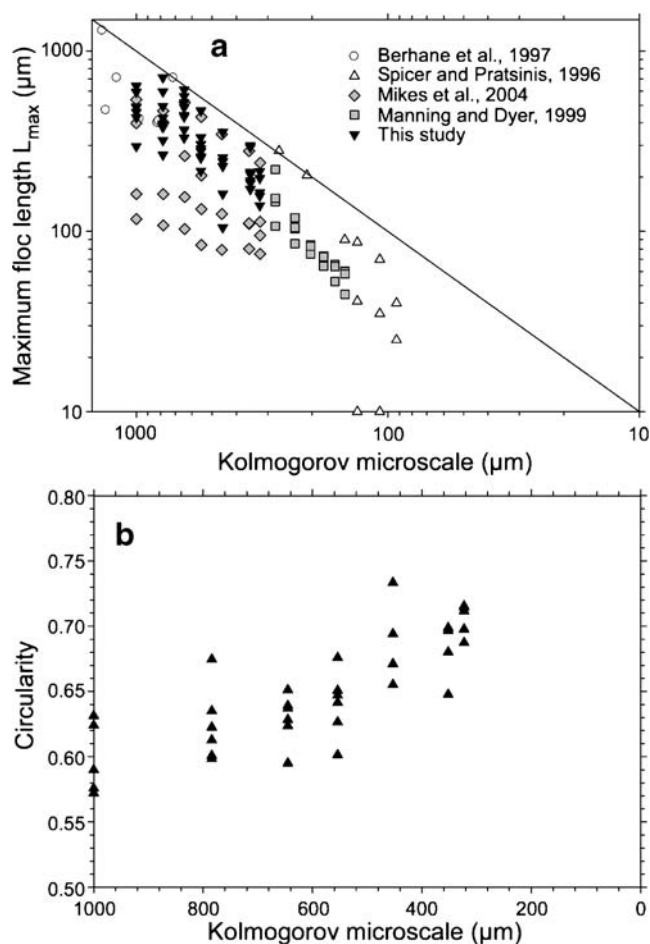 a
1000
100
10
Maximum floc length Lmax (µm)
Berhane et al., 1997
Spicer and Pratsinis, 1996
Mikes et al., 2004
Manning and Dyer, 1999
This study
1000 100 10
Kolmogorov microscale (µm)
b
0.80
0.75
0.70
0.65
0.60
0.55
0.50
Circularity
1000 800 600 400 200 0
Kolmogorov microscale (µm)